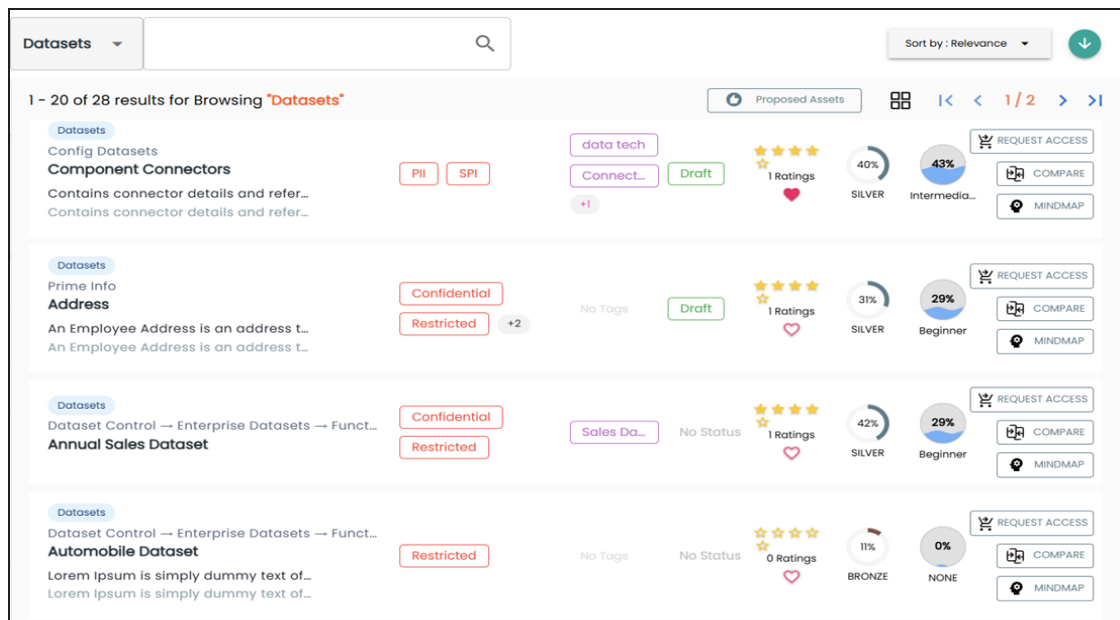 Datasets
Sort by : Relevance
1 - 20 of 28 results for Browsing "Datasets"
Proposed Assets
1 / 2
Datasets
Config Datasets
Component Connectors
Contains connector details and refer...
Contains connector details and refer...
PII
SPI
data tech
Connect...
+1
Draft
1 Ratings
40%
SILVER
43%
Intermedia...
REQUEST ACCESS
COMPARE
MINDMAP
Datasets
Prime Info
Address
An Employee Address is an address t...
An Employee Address is an address t...
Confidential
Restricted
+2
No Tags
Draft
1 Ratings
31%
SILVER
29%
Beginner
REQUEST ACCESS
COMPARE
MINDMAP
Datasets
Dataset Control → Enterprise Datasets → Funct...
Annual Sales Dataset
Confidential
Restricted
Sales Da...
No Status
1 Ratings
42%
SILVER
29%
Beginner
REQUEST ACCESS
COMPARE
MINDMAP
Datasets
Dataset Control → Enterprise Datasets → Funct...
Automobile Dataset
Lorem Ipsum is simply dummy text of...
Lorem Ipsum is simply dummy text of...
Restricted
No Tags
No Status
0 Ratings
11%
BRONZE
0%
NONE
REQUEST ACCESS
COMPARE
MINDMAP